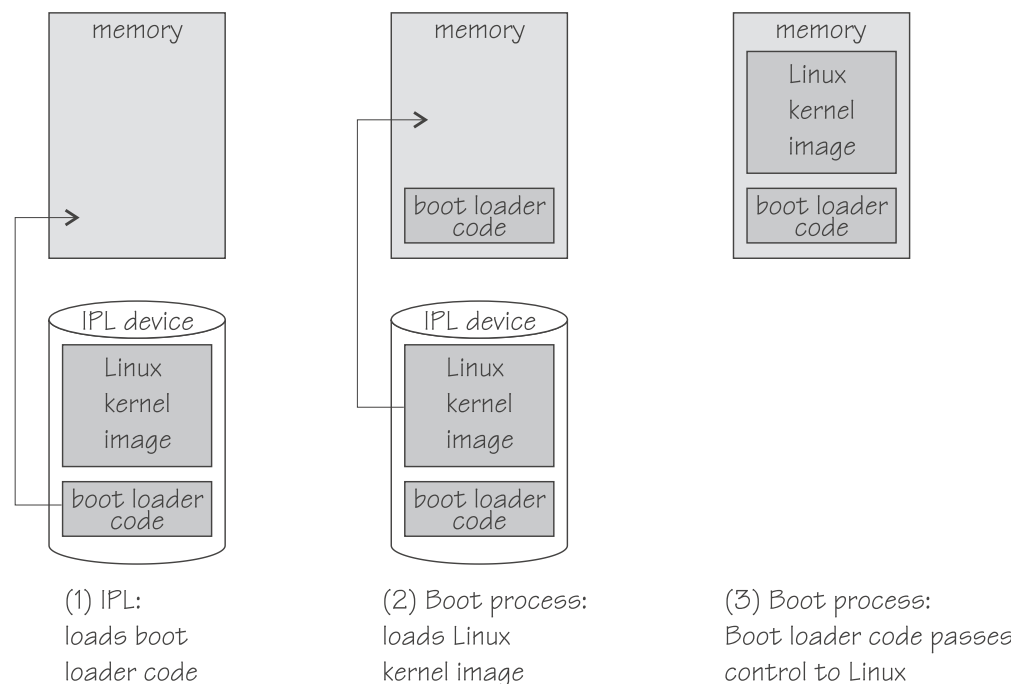 memory
IPL device
Linux
kernel
image
boot loader
code
(1) IPL:
loads boot
loader code
memory
boot loader
code
IPL device
Linux
kernel
image
boot loader
code
(2) Boot process:
loads Linux
kernel image
memory
Linux
kernel
image
boot loader
code
(3) Boot process:
Boot loader code passes
control to Linux